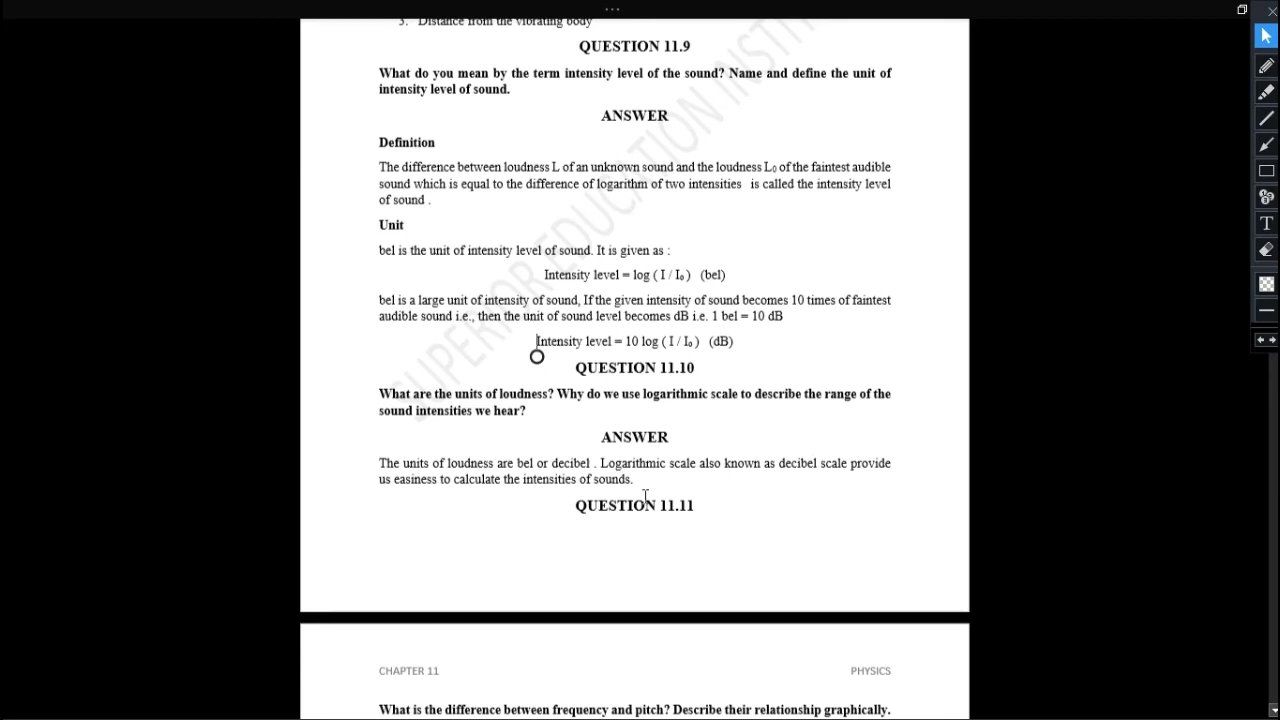 3. Distance from the vibrating body
QUESTION 11.9
What do you mean by the term intensity level of the sound? Name and define the unit of
intensity level of sound.
ANSWER
Definition
The difference between loudness L of an unknown sound and the loudness L₀ of the faintest audible
sound which is equal to the difference of logarithm of two intensities is called the intensity level
of sound .
Unit
bel is the unit of intensity level of sound. It is given as :
Intensity level = log ( I / I₀ ) (bel)
bel is a large unit of intensity of sound, If the given intensity of sound becomes 10 times of faintest
audible sound i.e., then the unit of sound level becomes dB i.e. 1 bel = 10 dB
Intensity level = 10 log ( I / I₀ ) (dB)
QUESTION 11.10
What are the units of loudness? Why do we use logarithmic scale to describe the range of the
sound intensities we hear?
ANSWER
The units of loudness are bel or decibel . Logarithmic scale also known as decibel scale provide
us easiness to calculate the intensities of sounds.
QUESTION 11.11
CHAPTER 11 PHYSICS
What is the difference between frequency and pitch? Describe their relationship graphically.
SUPERIOR EDUCATION